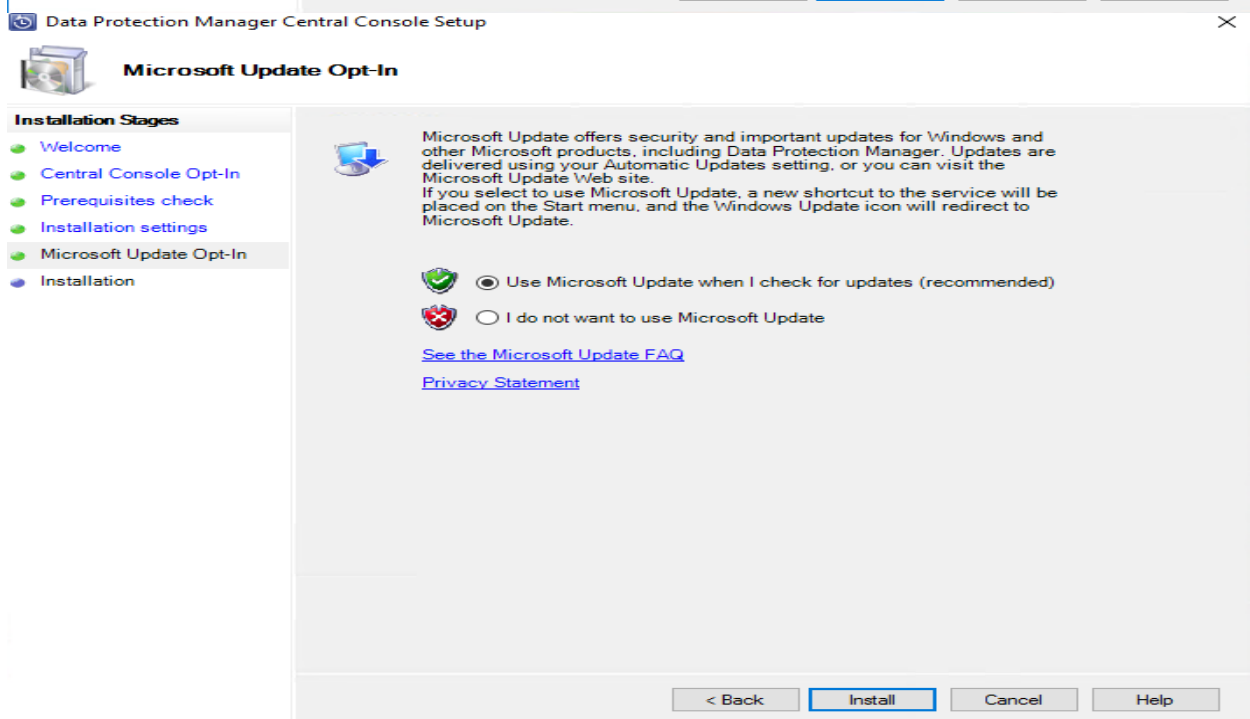 Data Protection Manager Central Console Setup
Microsoft Update Opt-In
Installation Stages
Welcome
Central Console Opt-In
Prerequisites check
Installation settings
Microsoft Update Opt-In
Installation
Microsoft Update offers security and important updates for Windows and
other Microsoft products, including Data Protection Manager. Updates are
delivered using your Automatic Updates setting, or you can visit the
Microsoft Update Web site.
If you select to use Microsoft Update, a new shortcut to the service will be
placed on the Start menu, and the Windows Update icon will redirect to
Microsoft Update.
Use Microsoft Update when I check for updates (recommended)
I do not want to use Microsoft Update
See the Microsoft Update FAQ
Privacy Statement
< Back Install Cancel Help